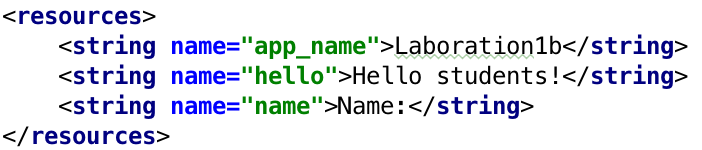 <resources>
    <string name="app_name">Laboration1b</string>
    <string name="hello">Hello students!</string>
    <string name="name">Name:</string>
</resources>